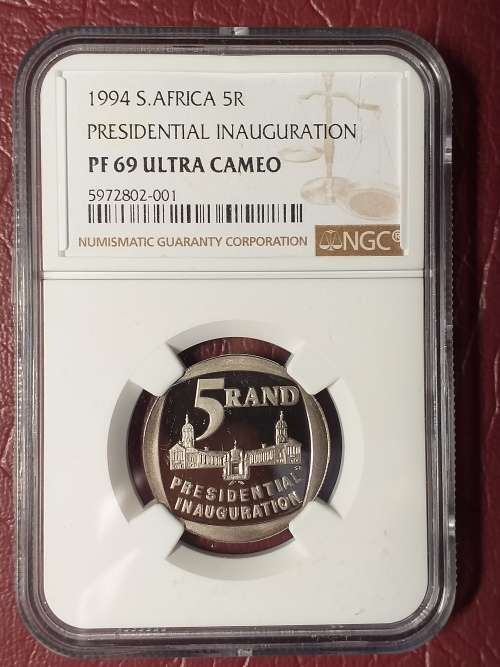 1994 S.AFRICA 5R
PRESIDENTIAL INAUGURATION
PF 69 ULTRA CAMEO
5972802-001
NUMISMATIC GUARANTY CORPORATION
NGC®
5 RAND
PRESIDENTIAL
INAUGURATION